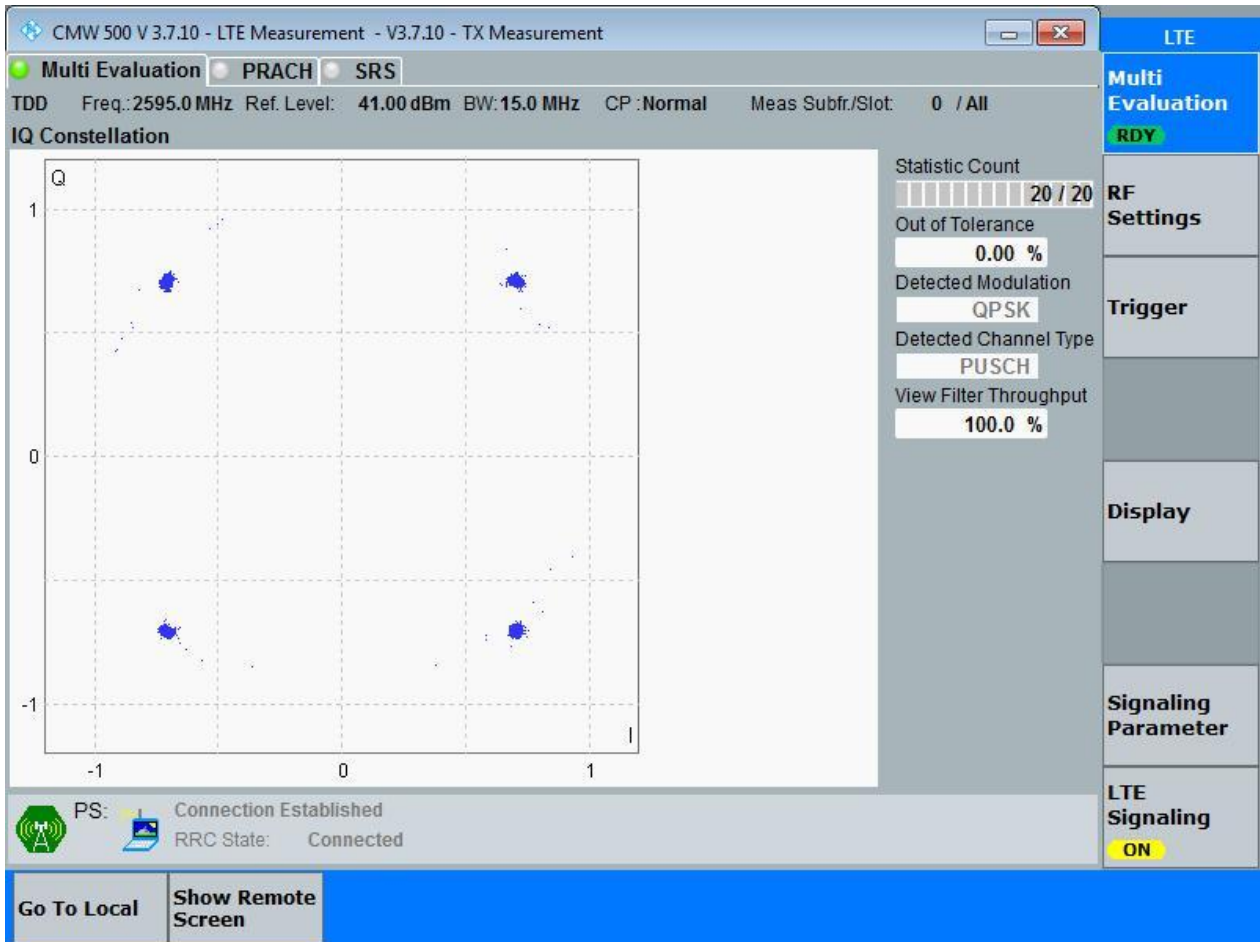 CMW 500 V 3.7.10 - LTE Measurement - V3.7.10 - TX Measurement
LTE
Multi Evaluation PRACH SRS
TDD Freq.: 2595.0 MHz Ref. Level: 41.00 dBm BW: 15.0 MHz CP : Normal Meas Subfr./Slot: 0 / All
IQ Constellation
Q
1
0
-1
I
-1 0 1
Statistic Count
20 / 20
Out of Tolerance
0.00 %
Detected Modulation
QPSK
Detected Channel Type
PUSCH
View Filter Throughput
100.0 %
Multi
Evaluation
RDY
RF
Settings
Trigger
Display
Signaling
Parameter
LTE
Signaling
ON
PS: Connection Established
RRC State: Connected
Go To Local
Show Remote
Screen